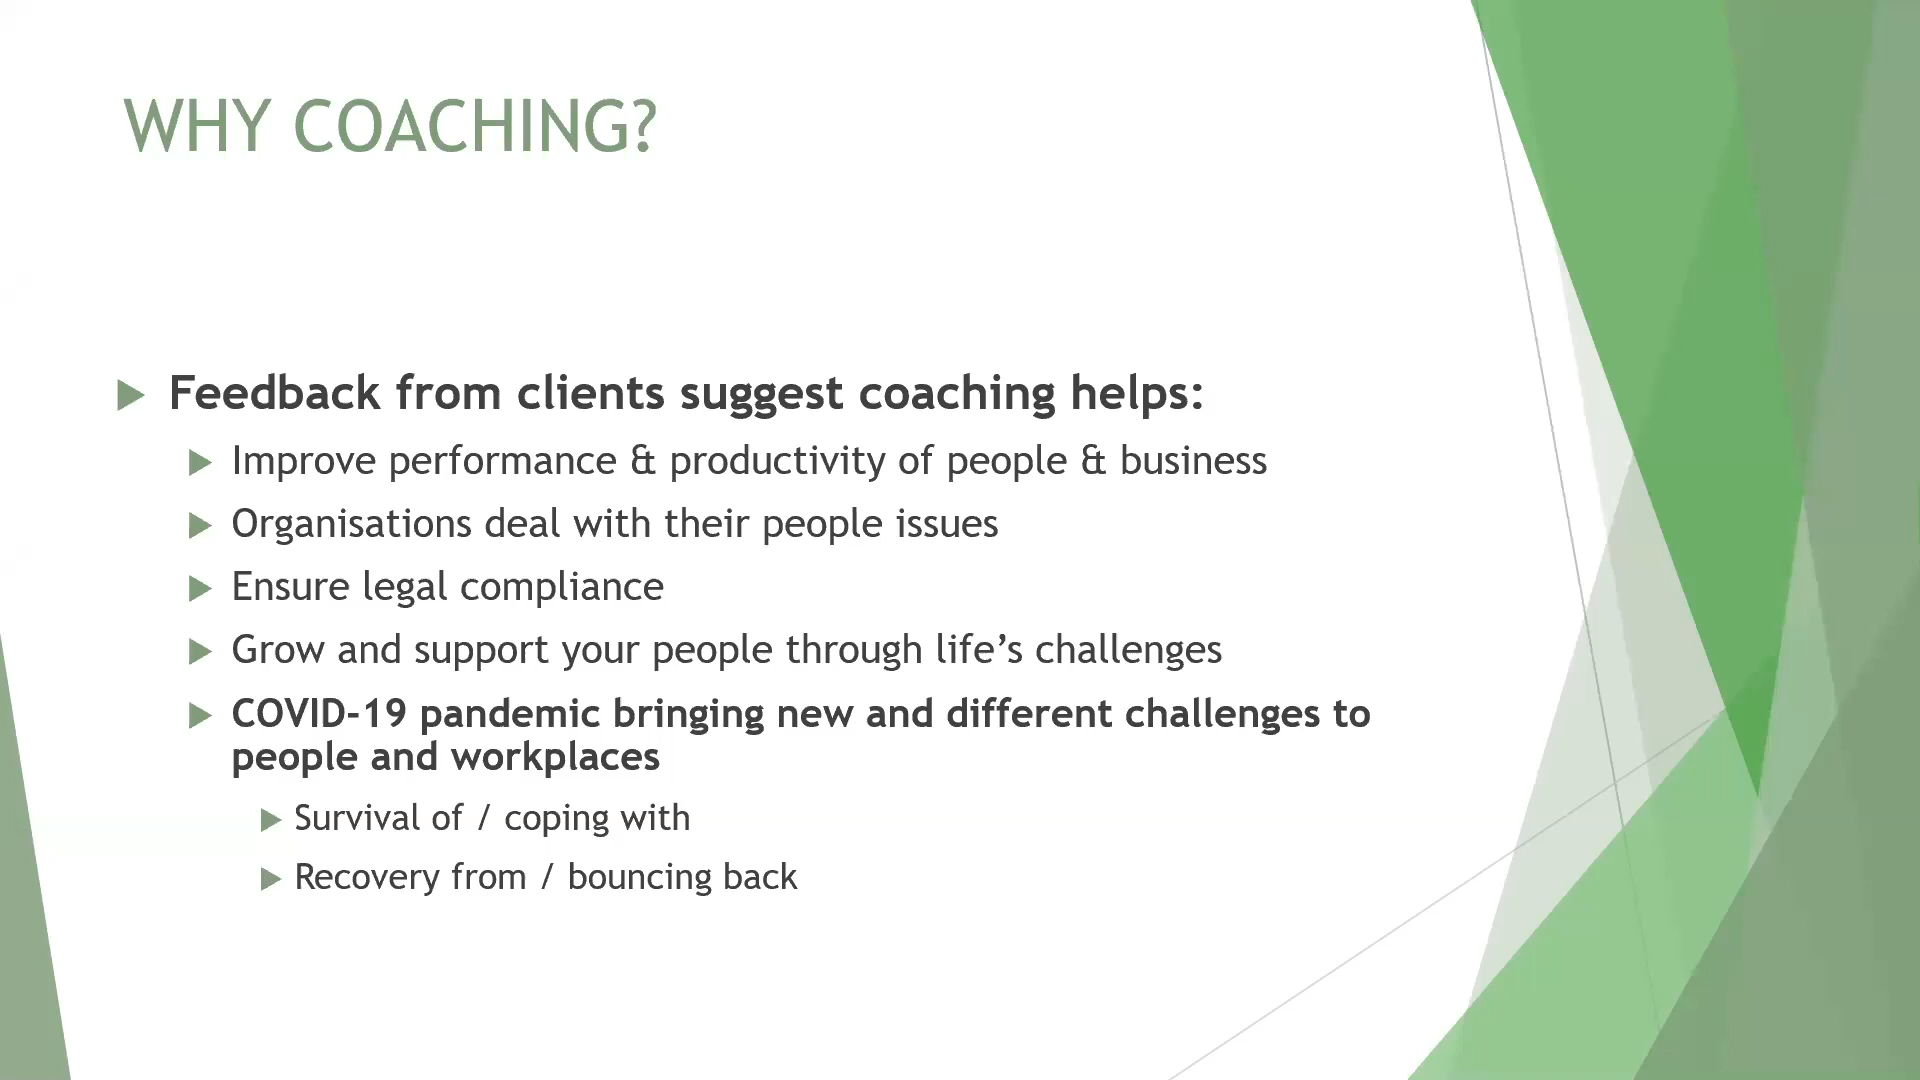 WHY COACHING?
Feedback from clients suggest coaching helps:
Improve performance & productivity of people & business
Organisations deal with their people issues
Ensure legal compliance
Grow and support your people through life’s challenges
COVID-19 pandemic bringing new and different challenges to
people and workplaces
Survival of / coping with
Recovery from / bouncing back